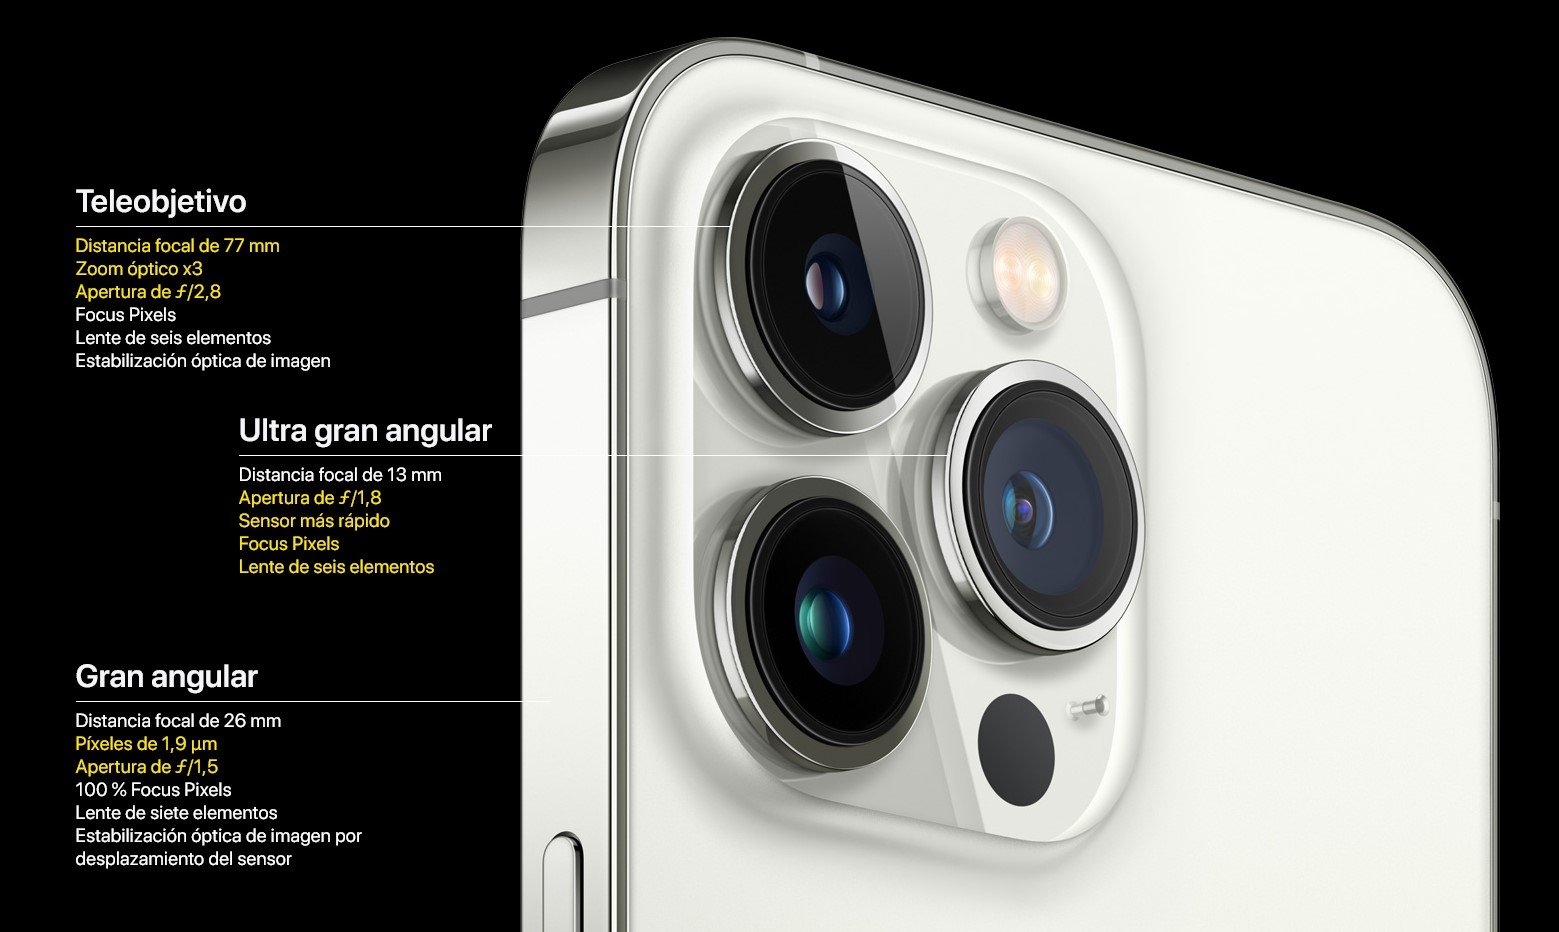 Teleobjetivo
Distancia focal de 77 mm
Zoom óptico x3
Apertura de ƒ/2,8
Focus Pixels
Lente de seis elementos
Estabilización óptica de imagen
Ultra gran angular
Distancia focal de 13 mm
Apertura de ƒ/1,8
Sensor más rápido
Focus Pixels
Lente de seis elementos
Gran angular
Distancia focal de 26 mm
Píxeles de 1,9 µm
Apertura de ƒ/1,5
100 % Focus Pixels
Lente de siete elementos
Estabilización óptica de imagen por
desplazamiento del sensor